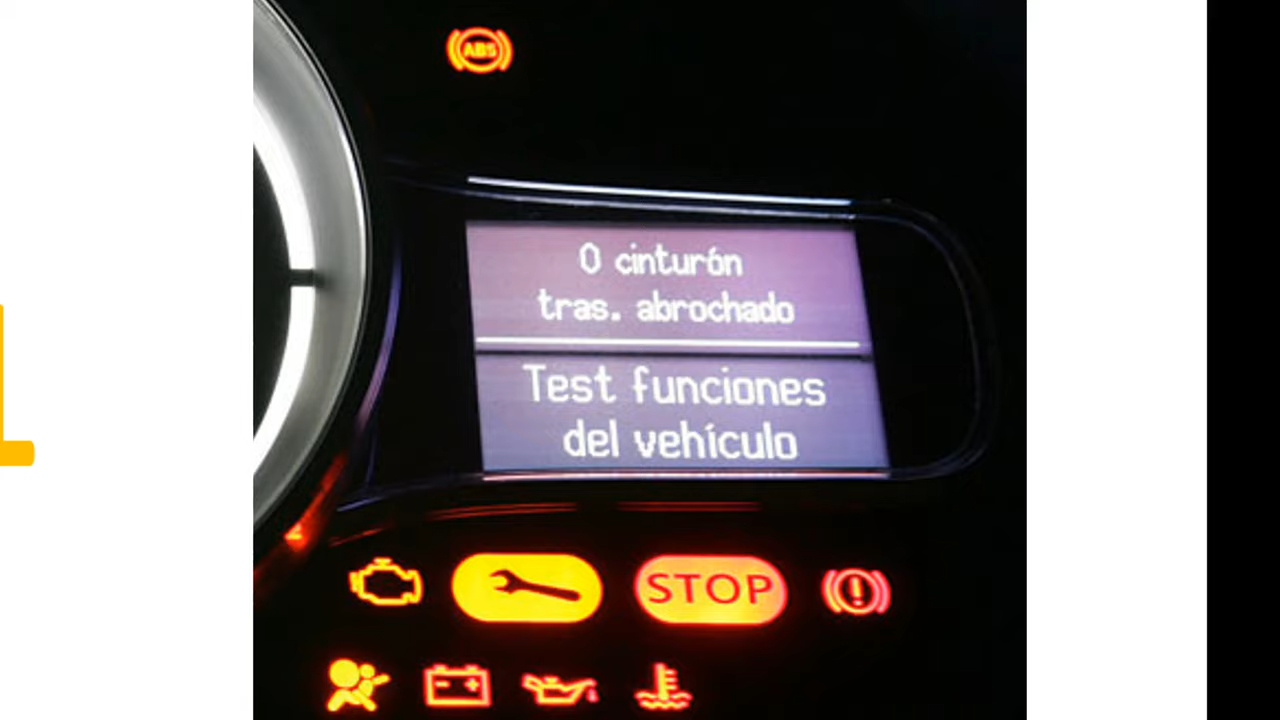 ABS
0 cinturón
tras. abrochado
Test funciones
del vehículo
STOP